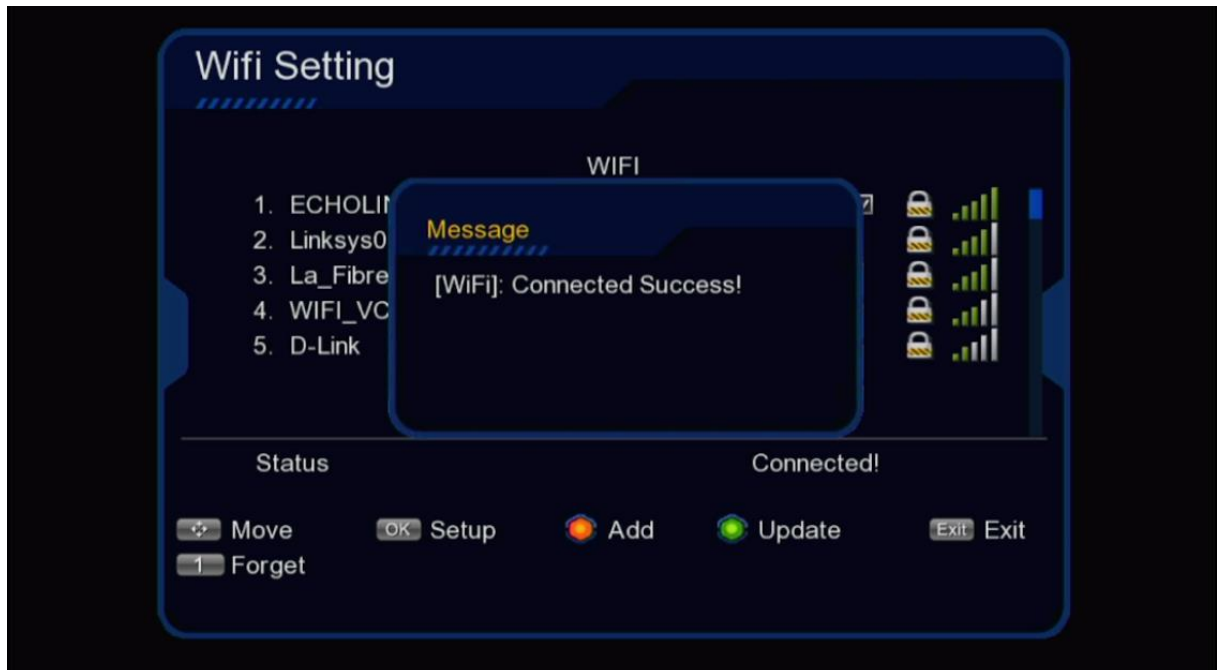 Wifi Setting
WIFI
1. ECHOLIN
2. Linksys0
3. La_Fibre
4. WIFI_VC
5. D-Link
Message
[WiFi]: Connected Success!
Status Connected!
Move OK Setup Add Update Exit Exit
1 Forget